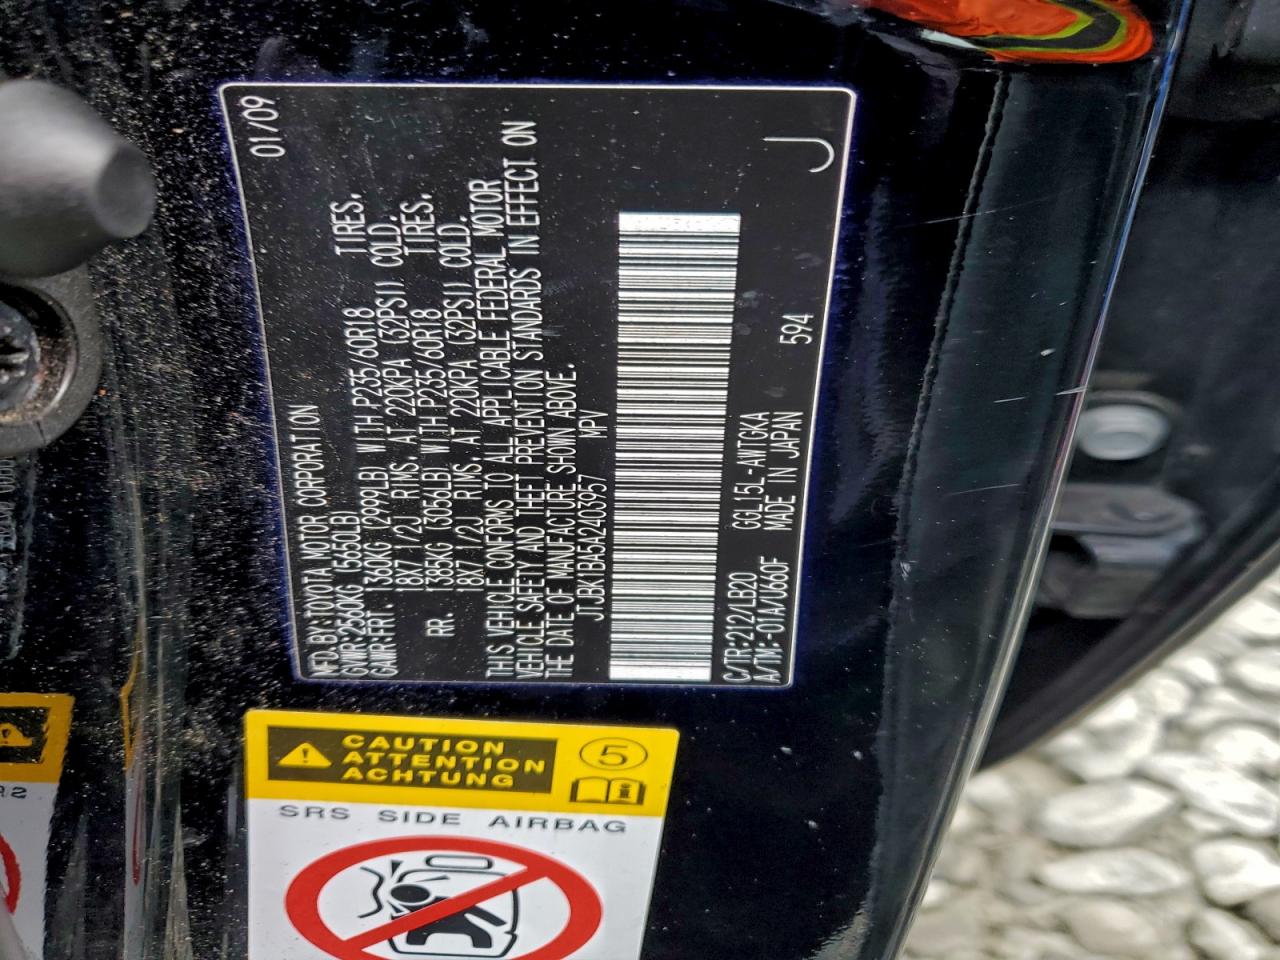 01/09
MFD.BY:TOYOTA MOTOR CORPORATION
GVWR:2560KG (5650LB)
GAWR:FRT. 1360KG (2999LB) WITH P235/60R18 TIRES.
18X7 1/2J RIMS. AT 220KPA (32PSI) COLD.
RR. 1385KG (3056LB) WITH P235/60R18 TIRES.
18X7 1/2J RIMS. AT 220KPA (32PSI) COLD.
THIS VEHICLE CONFORMS TO ALL APPLICABLE FEDERAL MOTOR
VEHICLE SAFETY AND THEFT PREVENTION STANDARDS IN EFFECT ON
THE DATE OF MANUFACTURE SHOWN ABOVE.
JTJBK1BA5A2403957 MPV
C/TR:212/LB20 GGL15L-AWTGKA
A/TM:-01A/U660F MADE IN JAPAN 594
J
CAUTION
ATTENTION
ACHTUNG
5
SRS SIDE AIRBAG